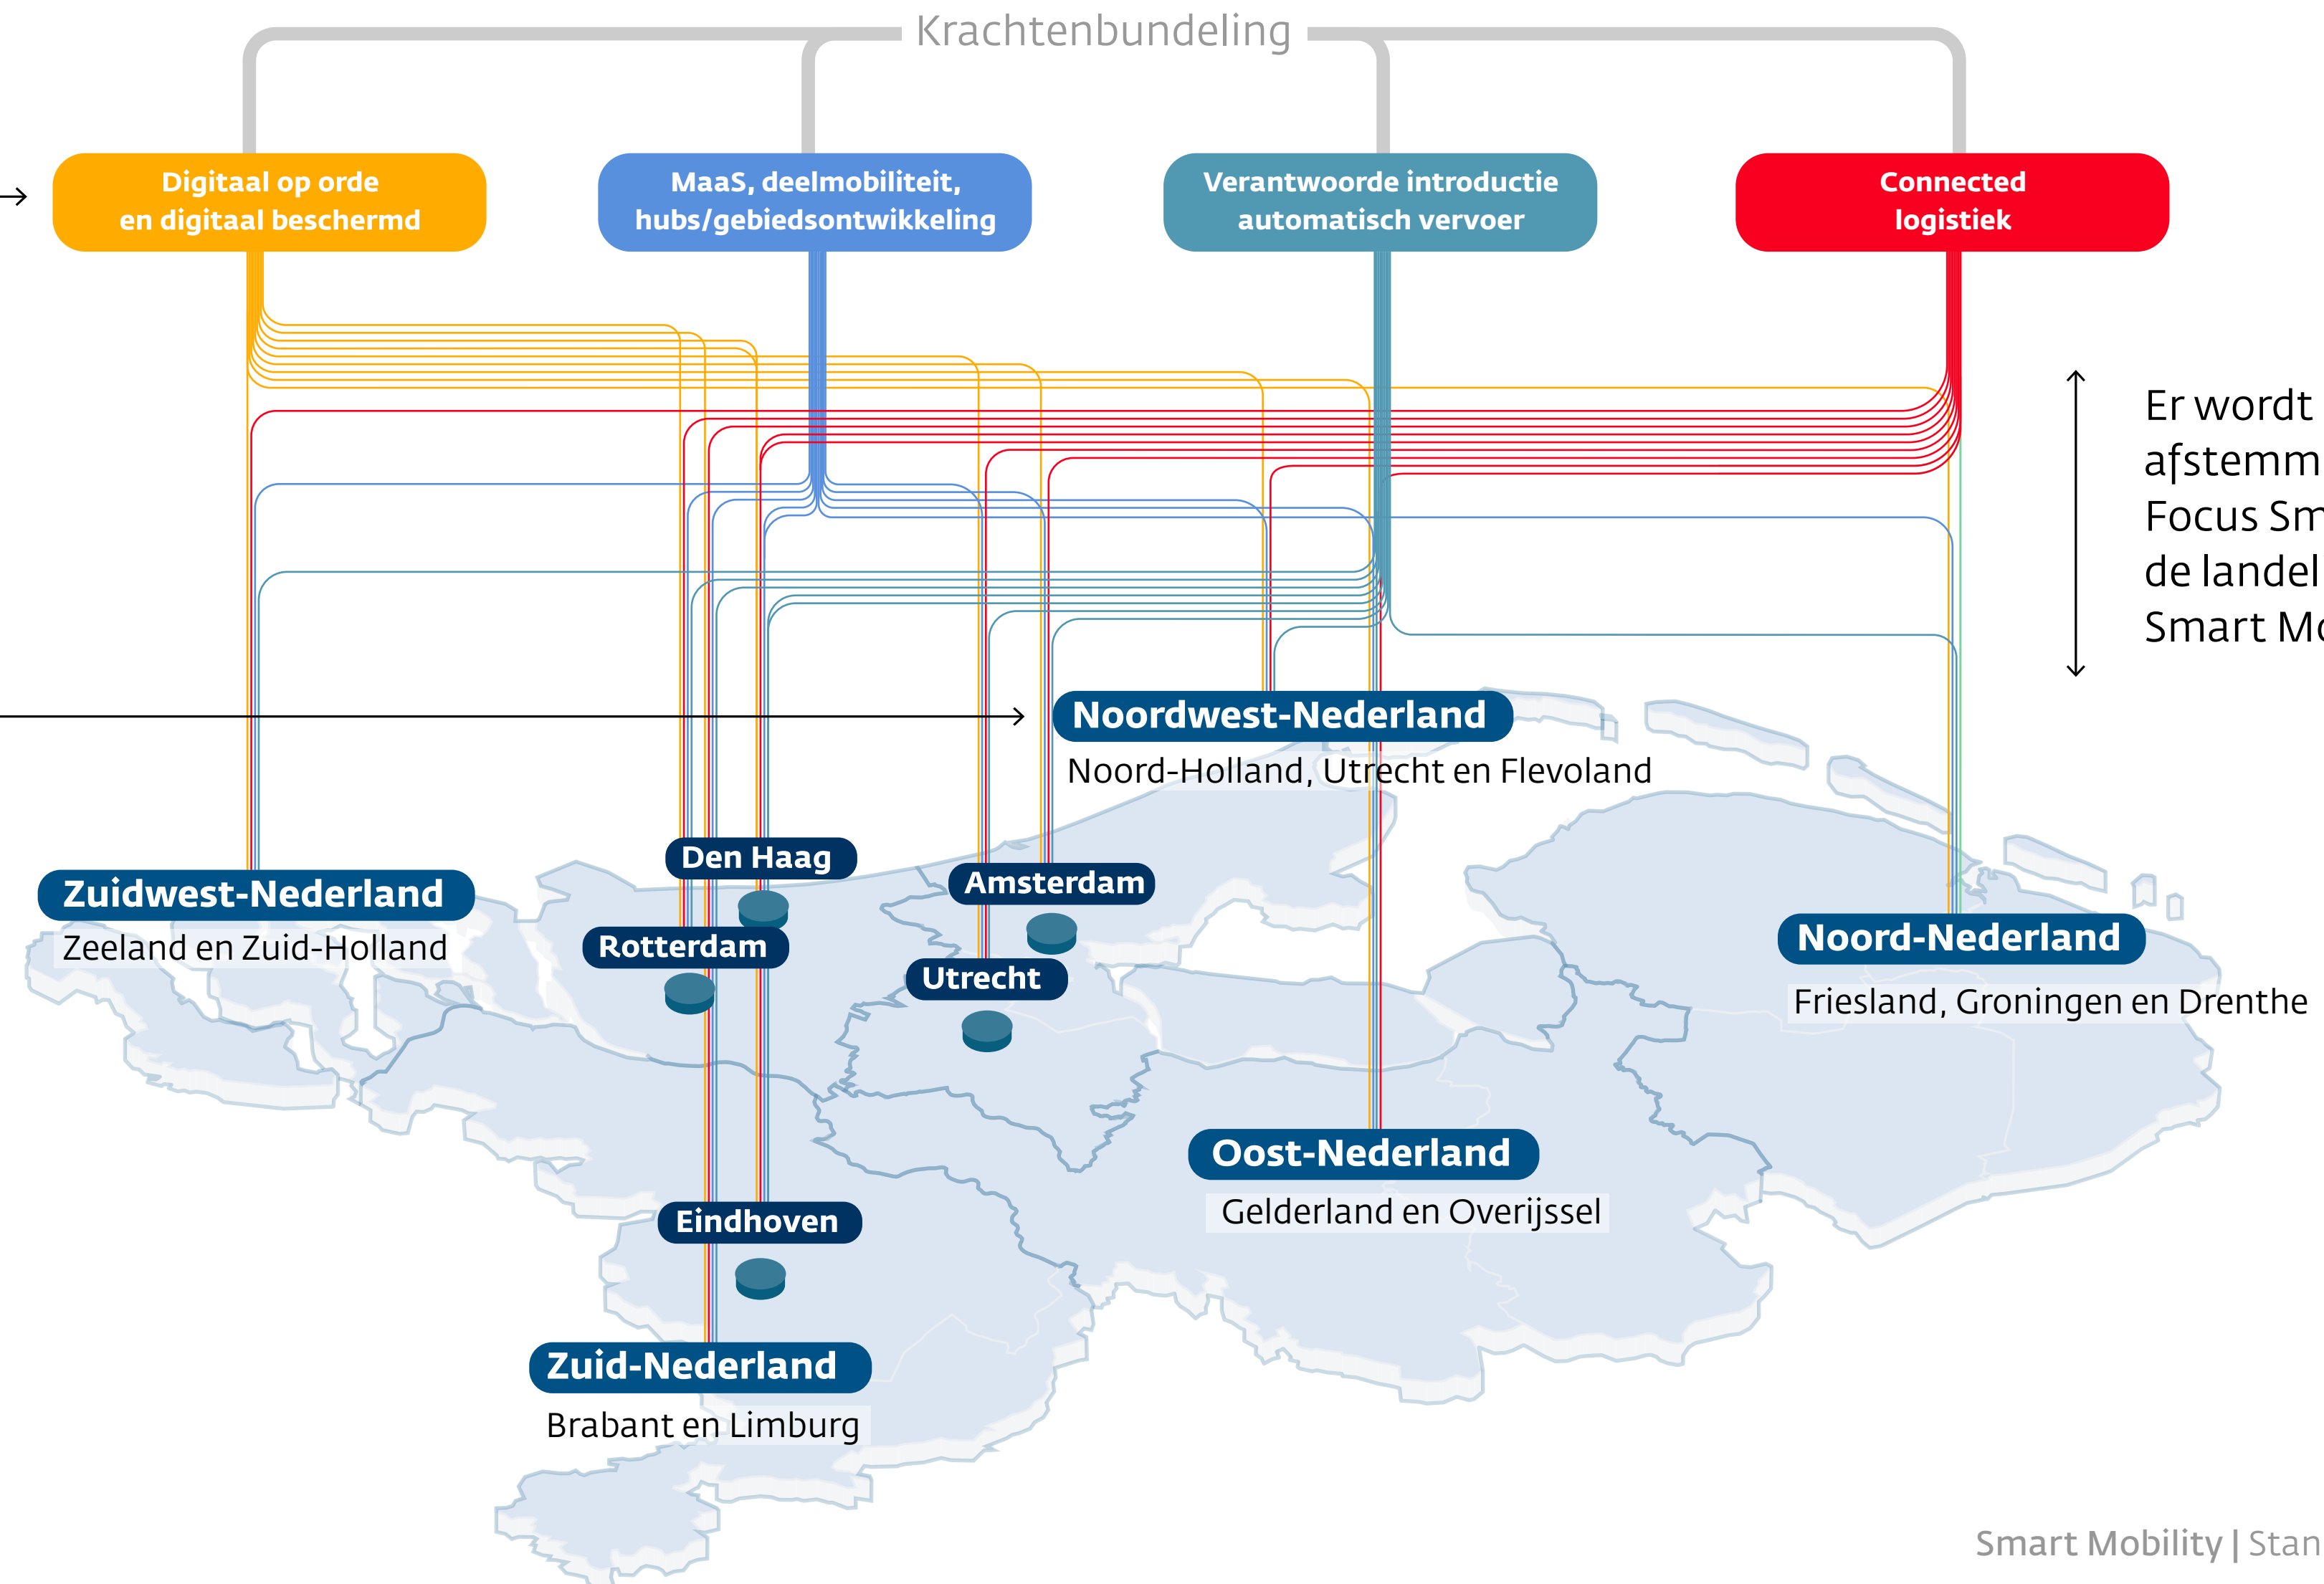 Krachtenbundeling
Digitaal op orde
en digitaal beschermd
MaaS, deelmobiliteit,
hubs/gebiedsontwikkeling
Verantwoorde introductie
automatisch vervoer
Connected
logistiek
Er wordt
afstemm
Focus Sm
de landel
Smart Mo
Noordwest-Nederland
Noord-Holland, Utrecht en Flevoland
Den Haag
Amsterdam
Zuidwest-Nederland
Zeeland en Zuid-Holland
Rotterdam
Utrecht
Noord-Nederland
Friesland, Groningen en Drenthe
Oost-Nederland
Gelderland en Overijssel
Eindhoven
Zuid-Nederland
Brabant en Limburg
Smart Mobility | Stan